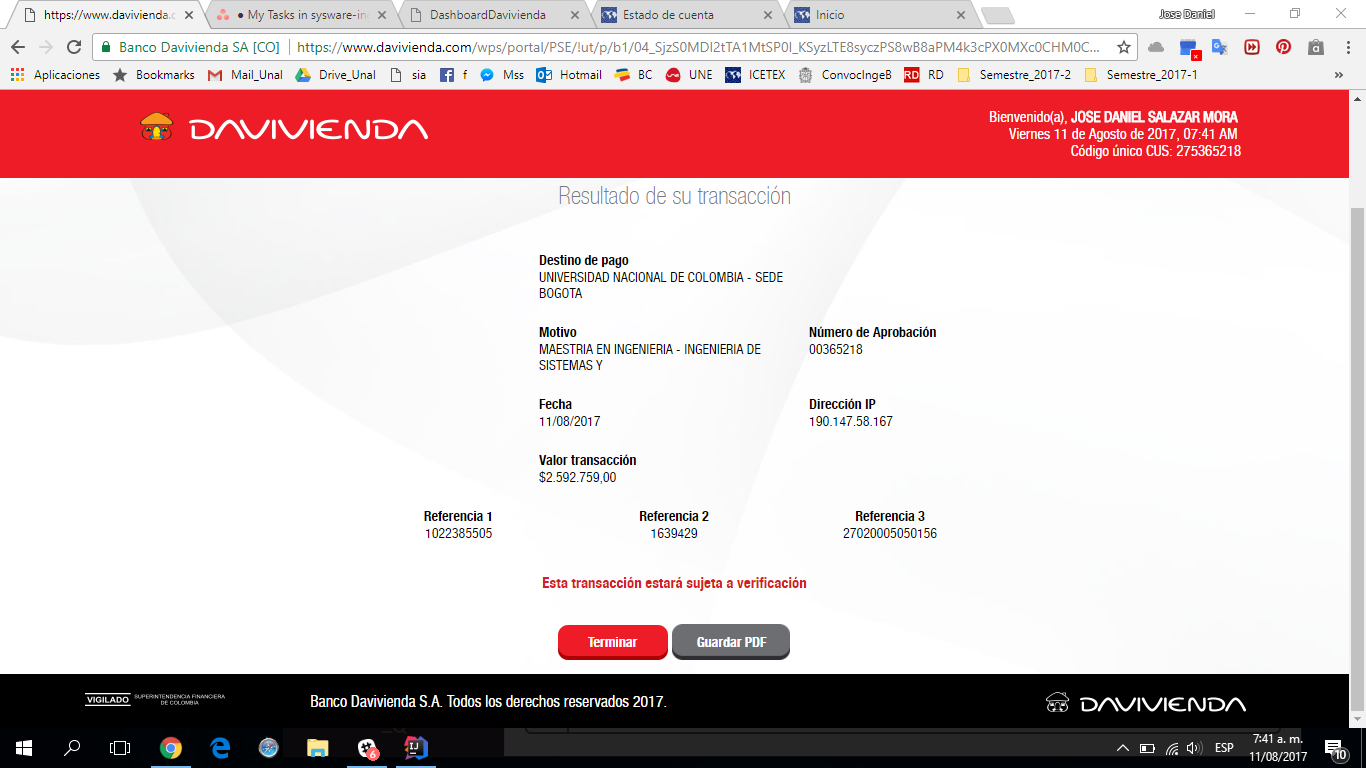 https://www.davivienda.c
● My Tasks in sysware-in
DashboardDavivienda
Estado de cuenta
Inicio
Jose Daniel
Banco Davivienda SA [CO]
https://www.davivienda.com/wps/portal/PSE/!ut/p/b1/04_SjzS0MDI2tTA1MtSP0I_KSyzLTE8syczPS8wB8aPM4k3cPX0MXc0CHM0C...
Aplicaciones
Bookmarks
Mail_Unal
Drive_Unal
sia
f
Mss
Hotmail
BC
UNE
ICETEX
ConvocIngeB
RD
RD
Semestre_2017-2
Semestre_2017-1
»
DAVIVIENDA
Bienvenido(a), JOSE DANIEL SALAZAR MORA
Viernes 11 de Agosto de 2017, 07:41 AM
Código único CUS: 275365218
Resultado de su transacción
Destino de pago
UNIVERSIDAD NACIONAL DE COLOMBIA - SEDE
BOGOTA
Motivo
MAESTRIA EN INGENIERIA - INGENIERIA DE
SISTEMAS Y
Número de Aprobación
00365218
Fecha
11/08/2017
Dirección IP
190.147.58.167
Valor transacción
$2.592.759,00
Referencia 1
1022385505
Referencia 2
1639429
Referencia 3
27020005050156
Esta transacción estará sujeta a verificación
Terminar
Guardar PDF
VIGILADO
SUPERINTENDENCIA FINANCIERA
DE COLOMBIA
Banco Davivienda S.A. Todos los derechos reservados 2017.
DAVIVIENDA
6
IJ
ESP
7:41 a. m.
11/08/2017
10